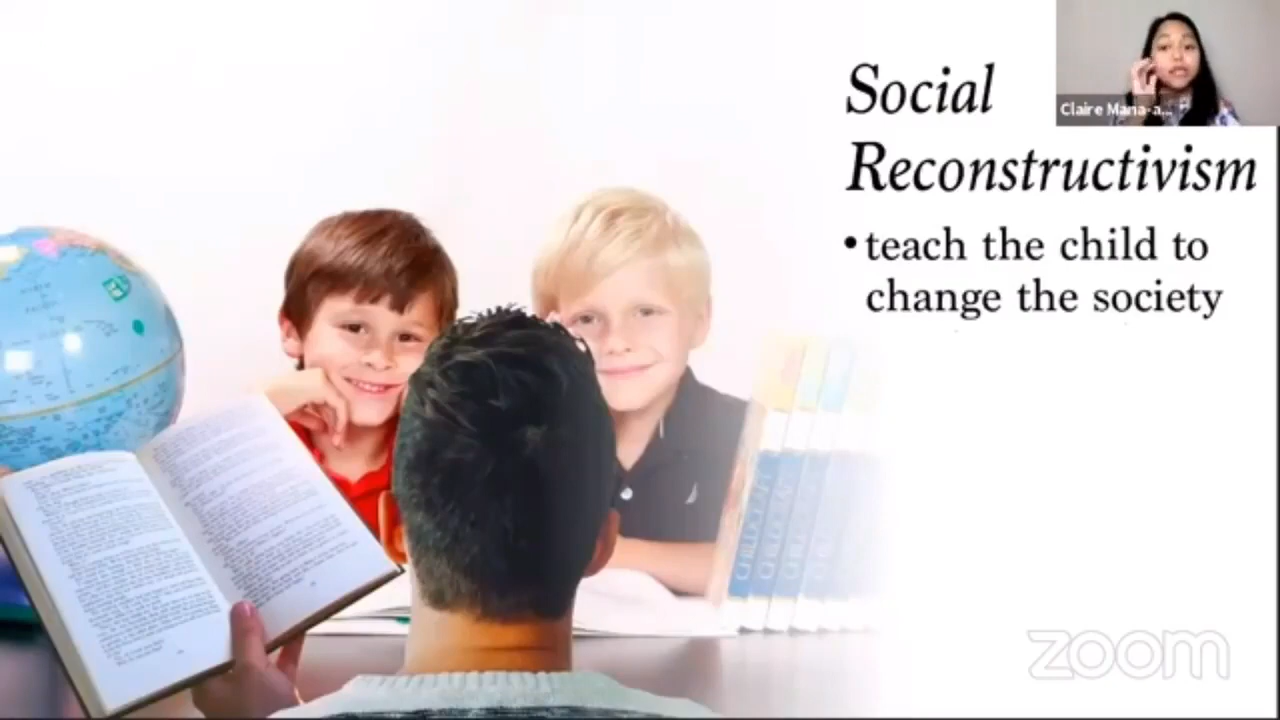 Social
Reconstructivism
• teach the child to
change the society
Claire Mana-a...
zoom